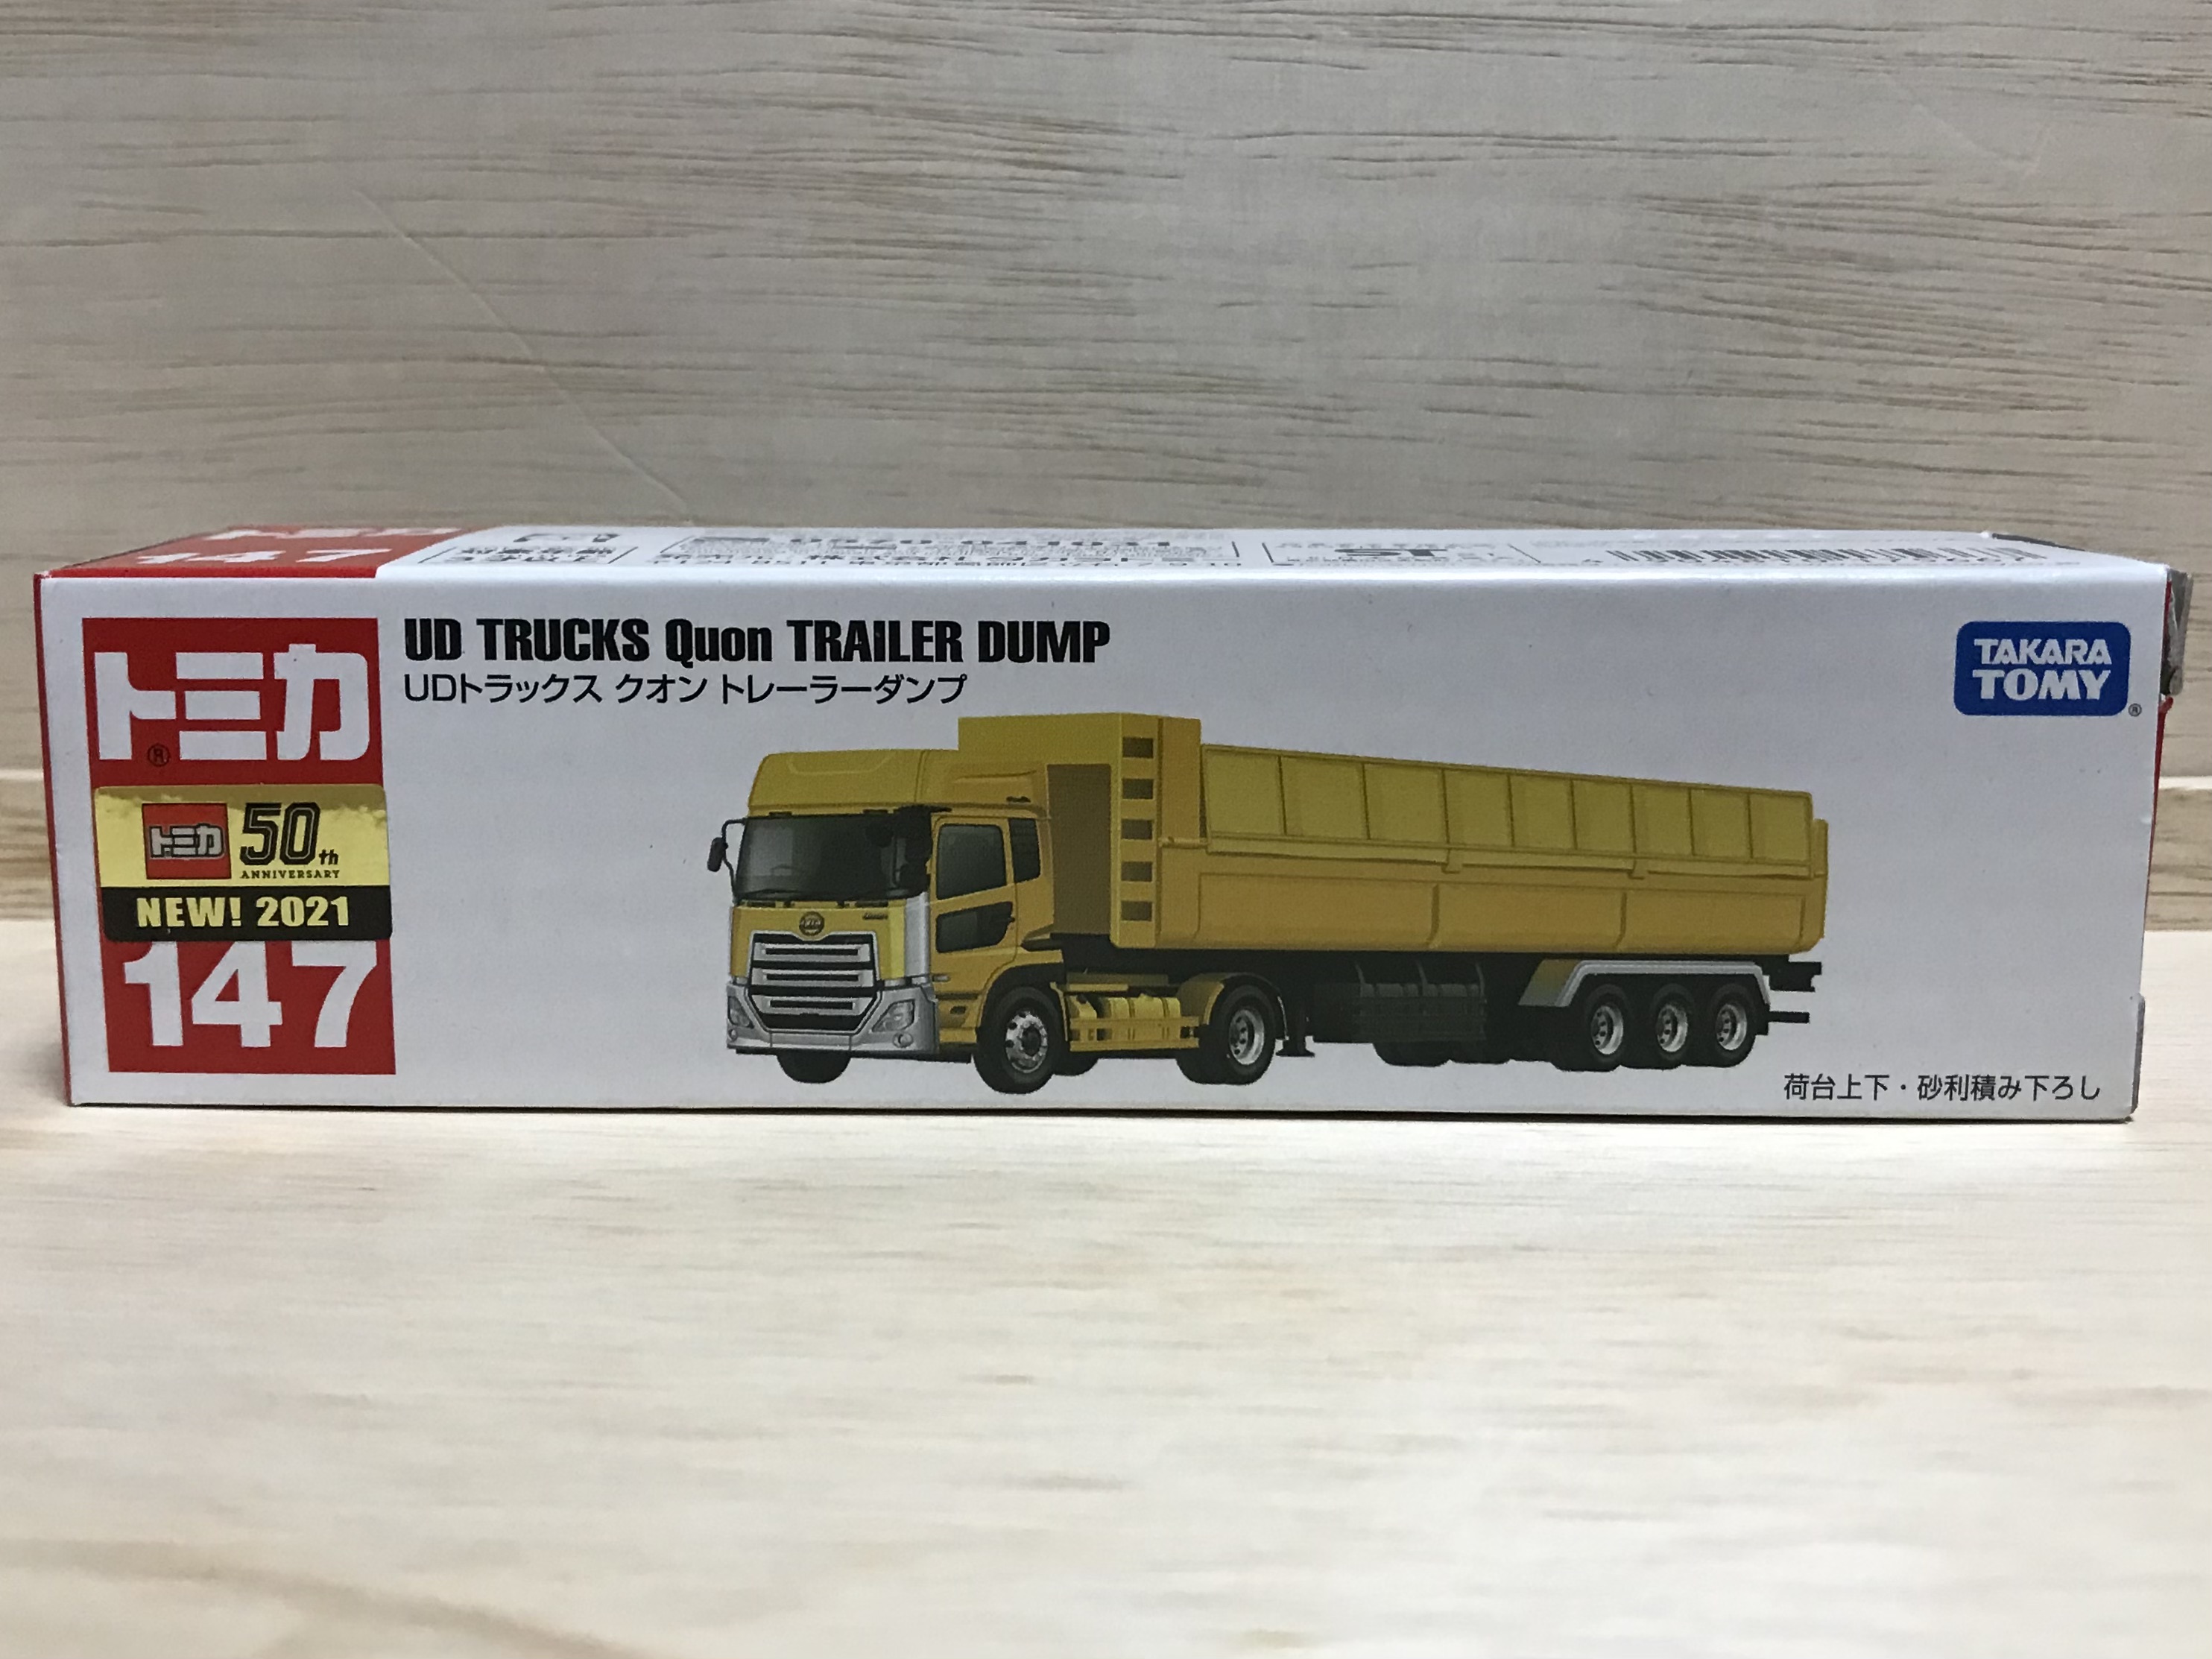 147
UD TRUCKS Quon TRAILER DUMP
UDトラックス クオン トレーラーダンプ
TAKARA
TOMY
®
トミカ
®
トミカ 50th
ANNIVERSARY
NEW! 2021
147
荷台上下・砂利積み下ろし